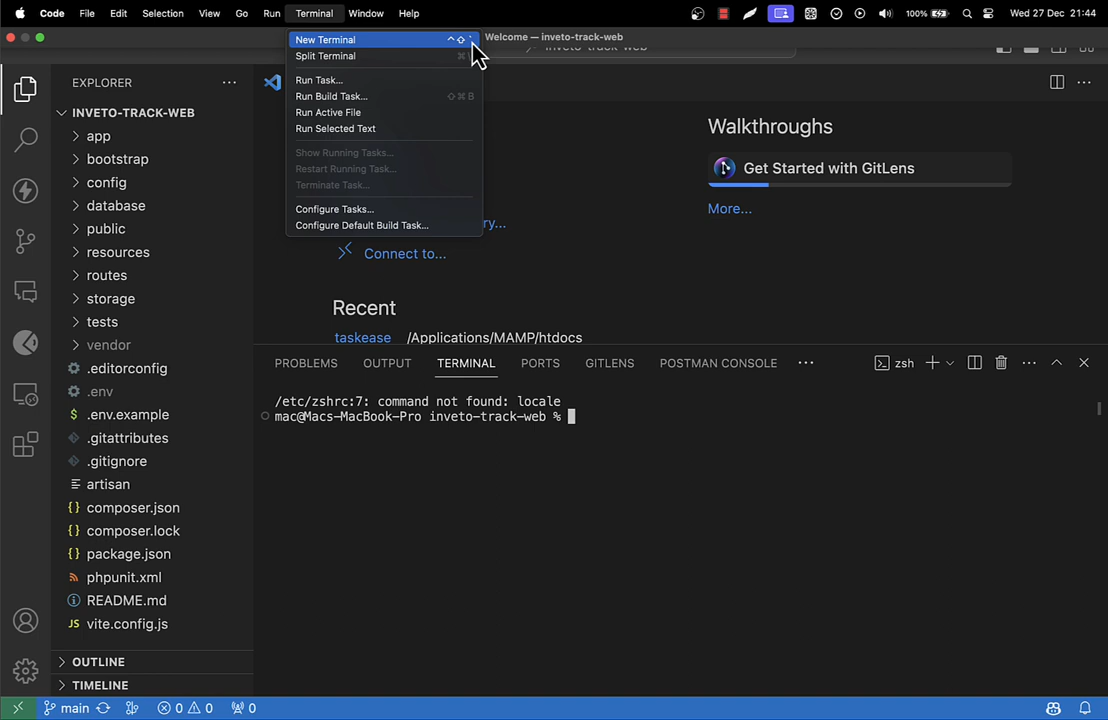 Code File Edit Selection View Go Run Terminal Window Help 100% Wed 27 Dec 21:44
Welcome — inveto-track-web
inveto-track-web
New Terminal ^⇧`
Split Terminal
Run Task...
Run Build Task... ⇧⌘B
Run Active File
Run Selected Text
Show Running Tasks...
Restart Running Task...
Terminate Task...
Configure Tasks...
Configure Default Build Task...
EXPLORER
INVETO-TRACK-WEB
app
bootstrap
config
database
public
resources
routes
storage
tests
vendor
.editorconfig
.env
$ .env.example
.gitattributes
.gitignore
artisan
{} composer.json
{} composer.lock
{} package.json
phpunit.xml
README.md
JS vite.config.js
OUTLINE
TIMELINE
Walkthroughs
Get Started with GitLens
More...
ry...
Connect to...
Recent
taskease /Applications/MAMP/htdocs
PROBLEMS OUTPUT TERMINAL PORTS GITLENS POSTMAN CONSOLE ... zsh
/etc/zshrc:7: command not found: locale
mac@Macs-MacBook-Pro inveto-track-web %
main 0 0 0